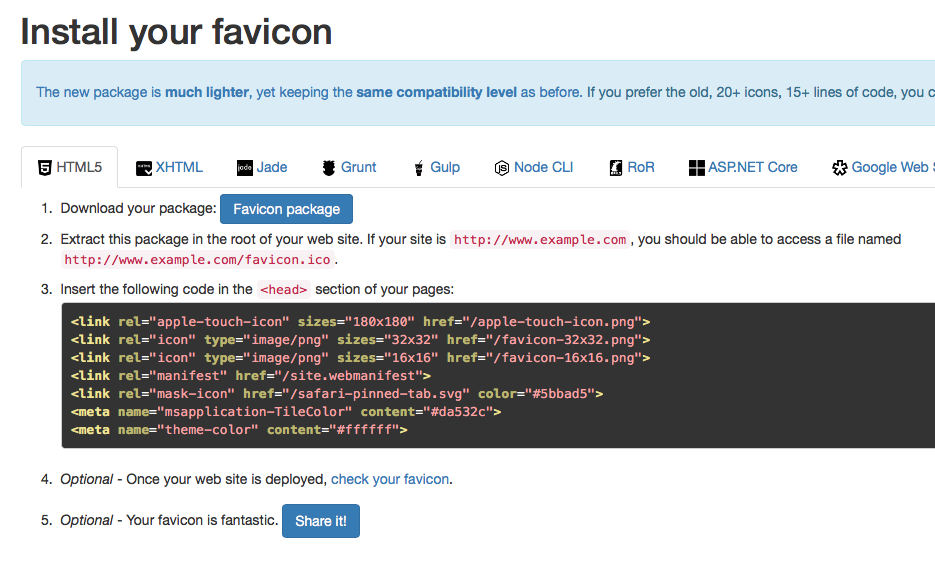 Install your favicon
The new package is much lighter, yet keeping the same compatibility level as before. If you prefer the old, 20+ icons, 15+ lines of code, you c
HTML5 XHTML Jade Grunt Gulp Node CLI RoR ASP.NET Core Google Web
1. Download your package: Favicon package
2. Extract this package in the root of your web site. If your site is http://www.example.com, you should be able to access a file named
http://www.example.com/favicon.ico.
3. Insert the following code in the <head> section of your pages:
<link rel="apple-touch-icon" sizes="180x180" href="/apple-touch-icon.png">
<link rel="icon" type="image/png" sizes="32x32" href="/favicon-32x32.png">
<link rel="icon" type="image/png" sizes="16x16" href="/favicon-16x16.png">
<link rel="manifest" href="/site.webmanifest">
<link rel="mask-icon" href="/safari-pinned-tab.svg" color="#5bbad5">
<meta name="msapplication-TileColor" content="#da532c">
<meta name="theme-color" content="#ffffff">
4. Optional - Once your web site is deployed, check your favicon.
5. Optional - Your favicon is fantastic. Share it!